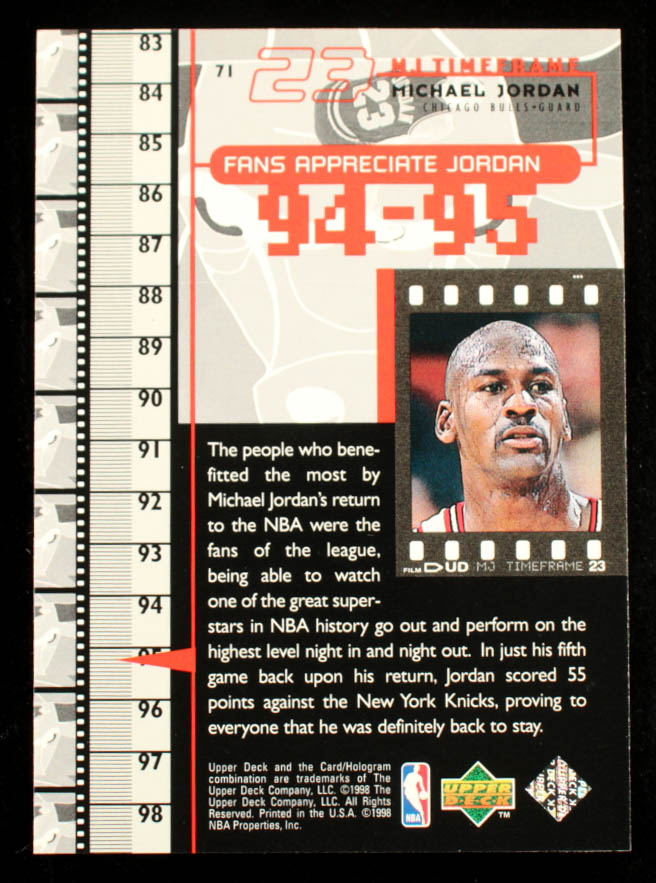 83
84
85
86
87
88
89
90
91
92
93
94
95
96
97
98
71
23
MJ TIMEFRAME
MICHAEL JORDAN
CHICAGO BULLS•GUARD
23
FANS APPRECIATE JORDAN
94-95
FILM UD MJ TIMEFRAME 23
The people who bene-
fitted the most by
Michael Jordan's return
to the NBA were the
fans of the league,
being able to watch
one of the great super-
stars in NBA history go out and perform on the
highest level night in and night out. In just his fifth
game back upon his return, Jordan scored 55
points against the New York Knicks, proving to
everyone that he was definitely back to stay.
Upper Deck and the Card/Hologram
combination are trademarks of The
Upper Deck Company, LLC. ©1998 The
Upper Deck Company, LLC. All Rights
Reserved. Printed in the U.S.A. ©1998
NBA Properties, Inc.
NBA
UPPER
DECK
TM